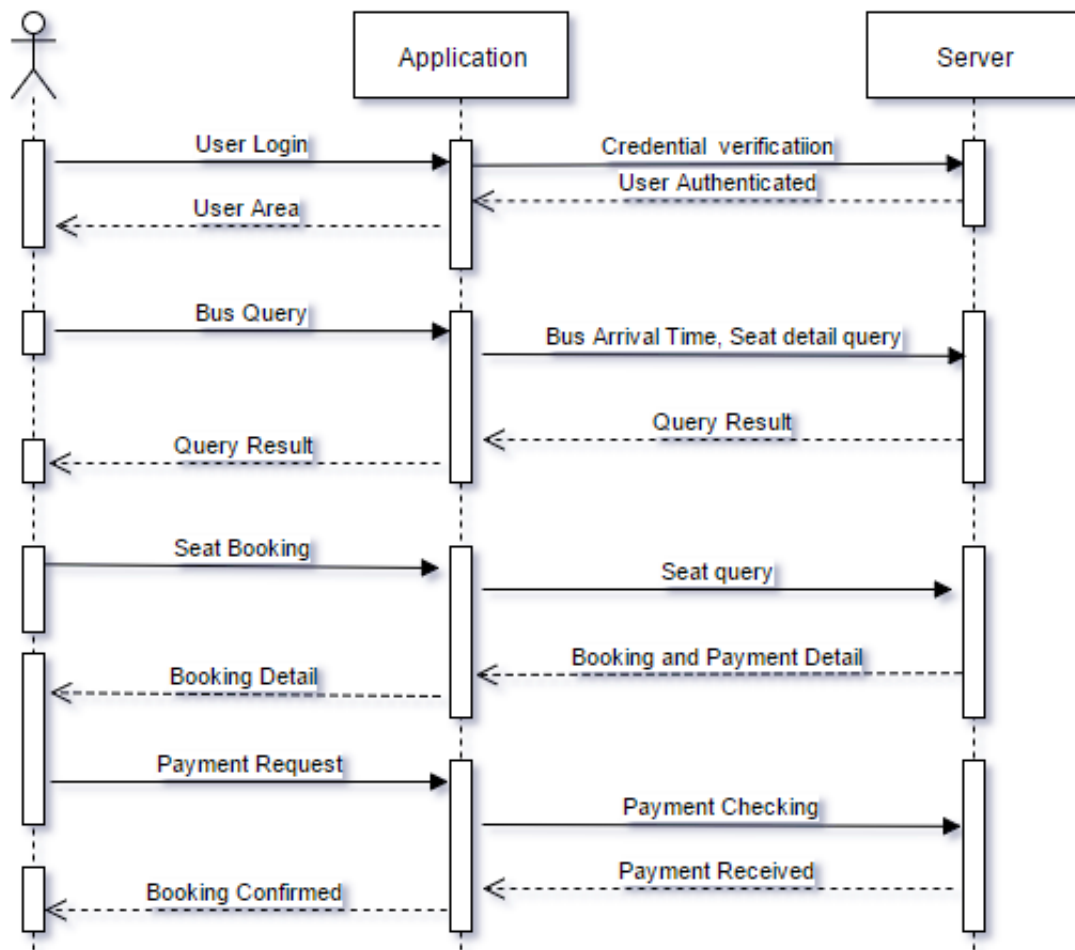 Application
Server
User Login
Credential verificatiion
User Authenticated
User Area
Bus Query
Bus Arrival Time, Seat detail query
Query Result
Query Result
Seat Booking
Seat query
Booking and Payment Detail
Booking Detail
Payment Request
Payment Checking
Payment Received
Booking Confirmed